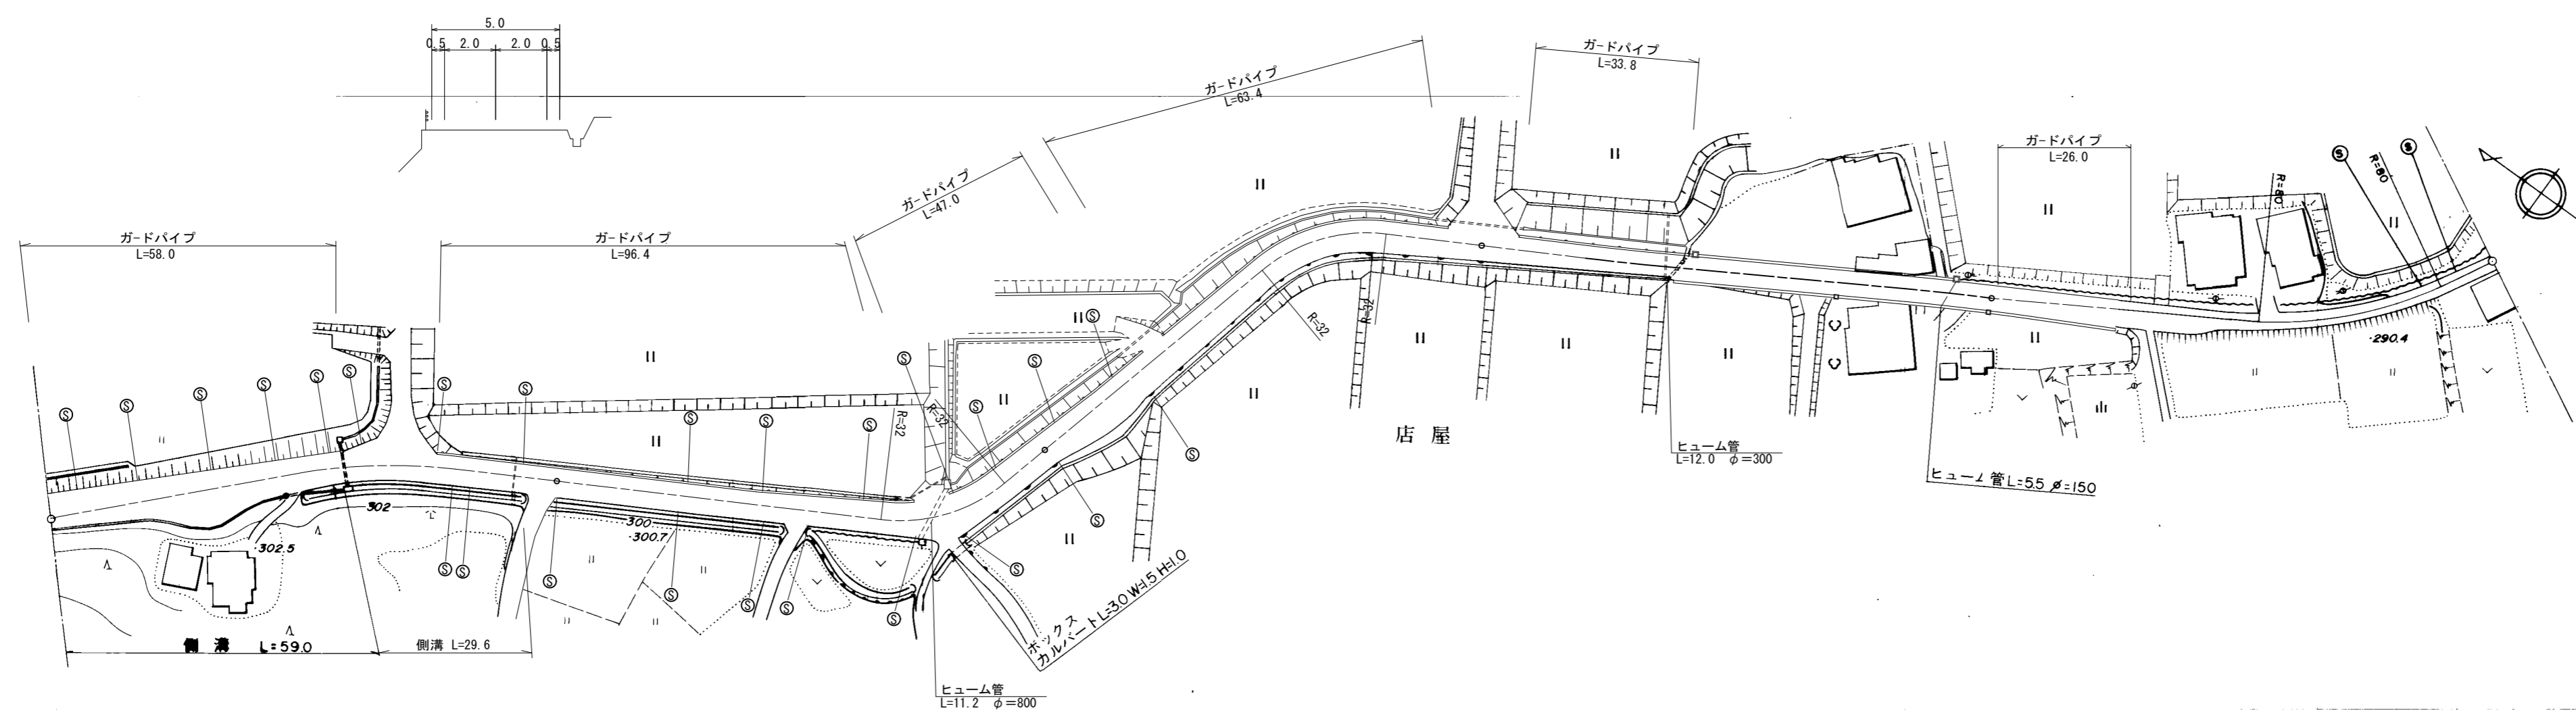 5.0
0.5 2.0 2.0 0.5
ガードパイプ
L=58.0
ガードパイプ
L=96.4
ガードパイプ
L=47.0
ガードパイプ
L=63.4
ガードパイプ
L=33.8
ガードパイプ
L=26.0
Ⓢ Ⓢ
R=80
R=80
Ⓢ Ⓢ Ⓢ Ⓢ Ⓢ Ⓢ Ⓢ Ⓢ Ⓢ Ⓢ Ⓢ Ⓢ Ⓢ Ⓢ Ⓢ
R=32
R=32
R=32
R=32
290.4
店屋
Ⓢ
Ⓢ
Ⓢ
ヒューム管
L=12.0 φ=300
ヒューム管L=5.5 φ=150
302
302.5
300
300.7
Ⓢ Ⓢ Ⓢ Ⓢ Ⓢ Ⓢ Ⓢ
側溝 L=59.0
側溝 L=29.6
ボックス
カルバートL=3.0 W=1.5 H=1.0
ヒューム管
L=11.2 φ=800